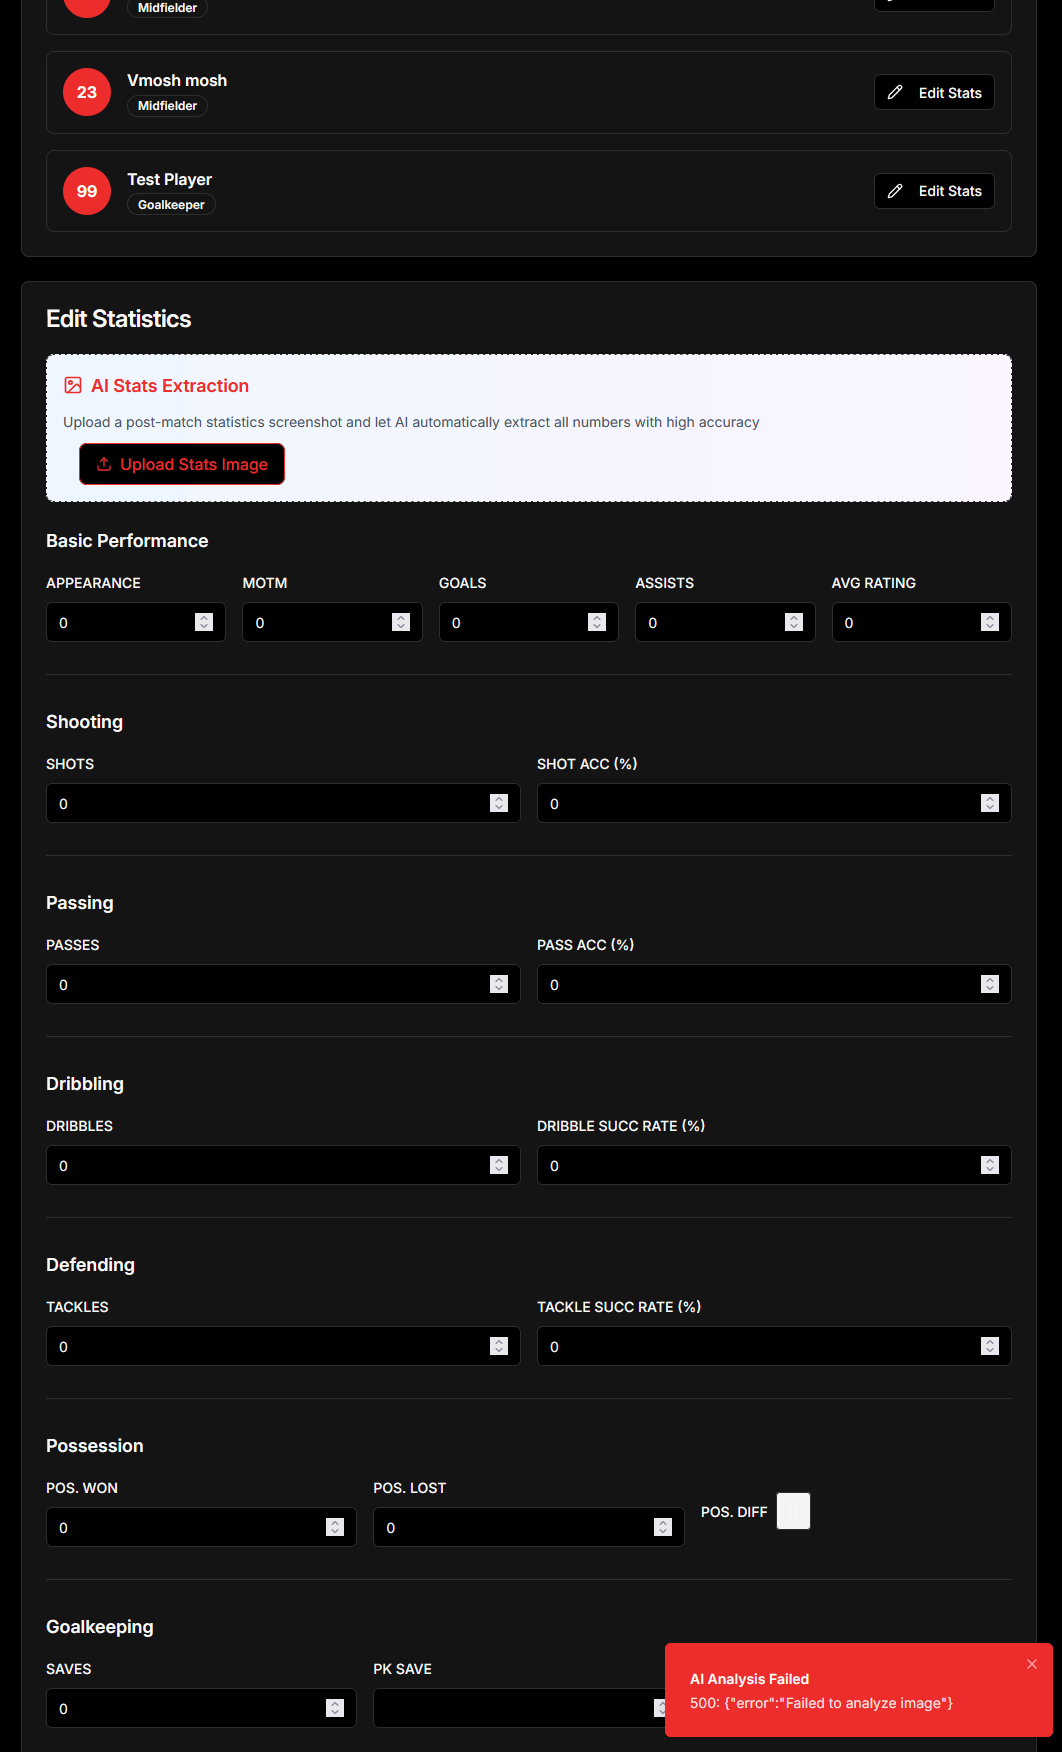 Midfielder
23
Vmosh mosh
Midfielder
Edit Stats
99
Test Player
Goalkeeper
Edit Stats
Edit Statistics
AI Stats Extraction
Upload a post-match statistics screenshot and let AI automatically extract all numbers with high accuracy
Upload Stats Image
Basic Performance
APPEARANCE MOTM GOALS ASSISTS AVG RATING
0 0 0 0 0
Shooting
SHOTS SHOT ACC (%)
0 0
Passing
PASSES PASS ACC (%)
0 0
Dribbling
DRIBBLES DRIBBLE SUCC RATE (%)
0 0
Defending
TACKLES TACKLE SUCC RATE (%)
0 0
Possession
POS. WON POS. LOST POS. DIFF
0 0
Goalkeeping
SAVES PK SAVE
0
AI Analysis Failed
500: {"error":"Failed to analyze image"}